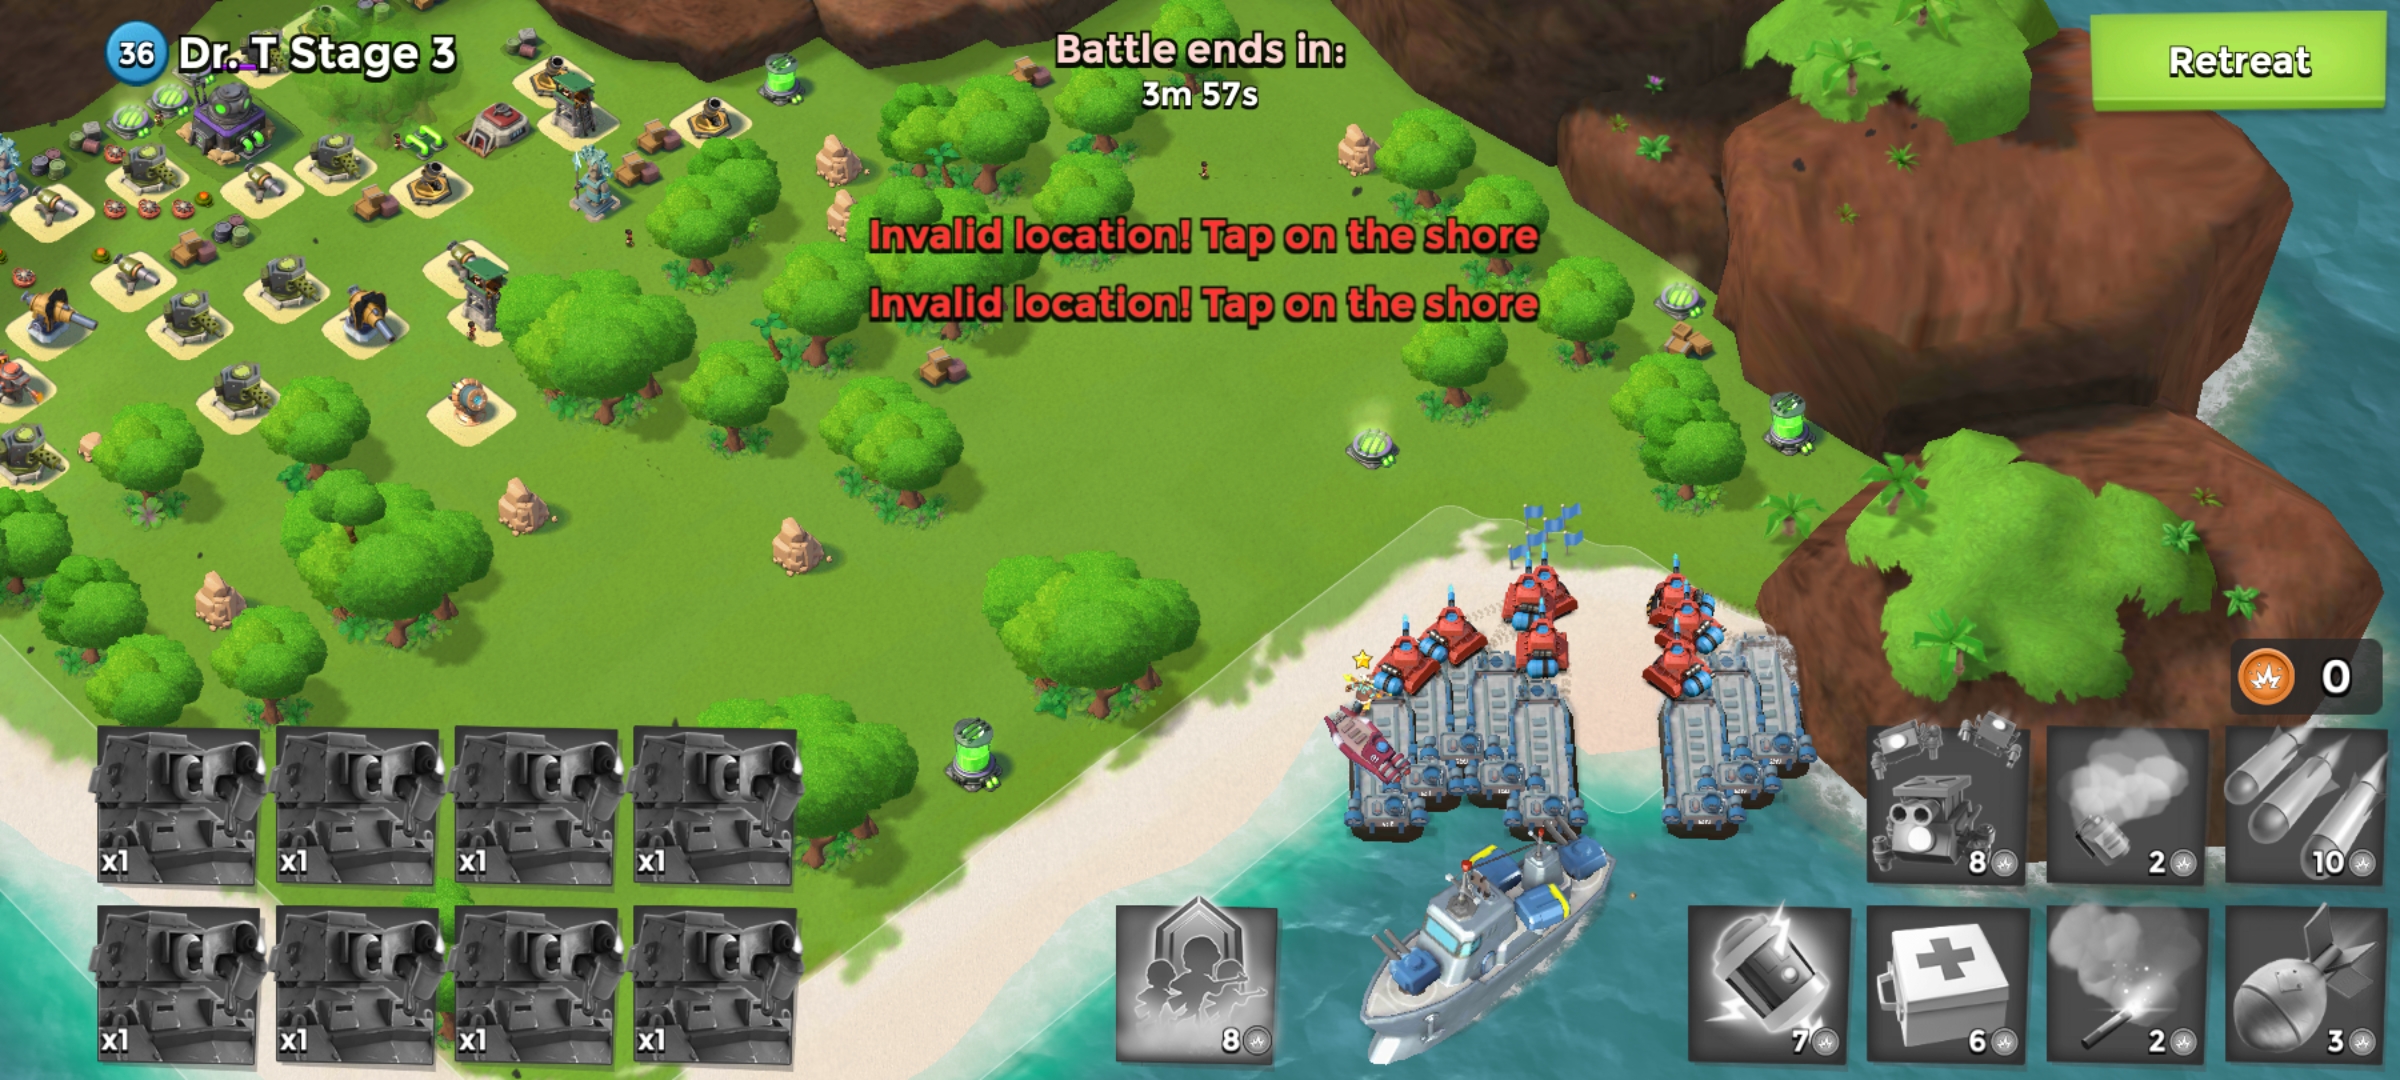 36 Dr. T Stage 3
Battle ends in:
3m 57s
Retreat
Invalid location! Tap on the shore
Invalid location! Tap on the shore
0
x1 x1 x1 x1
8 2 10
x1 x1 x1 x1
8 7 6 2 3